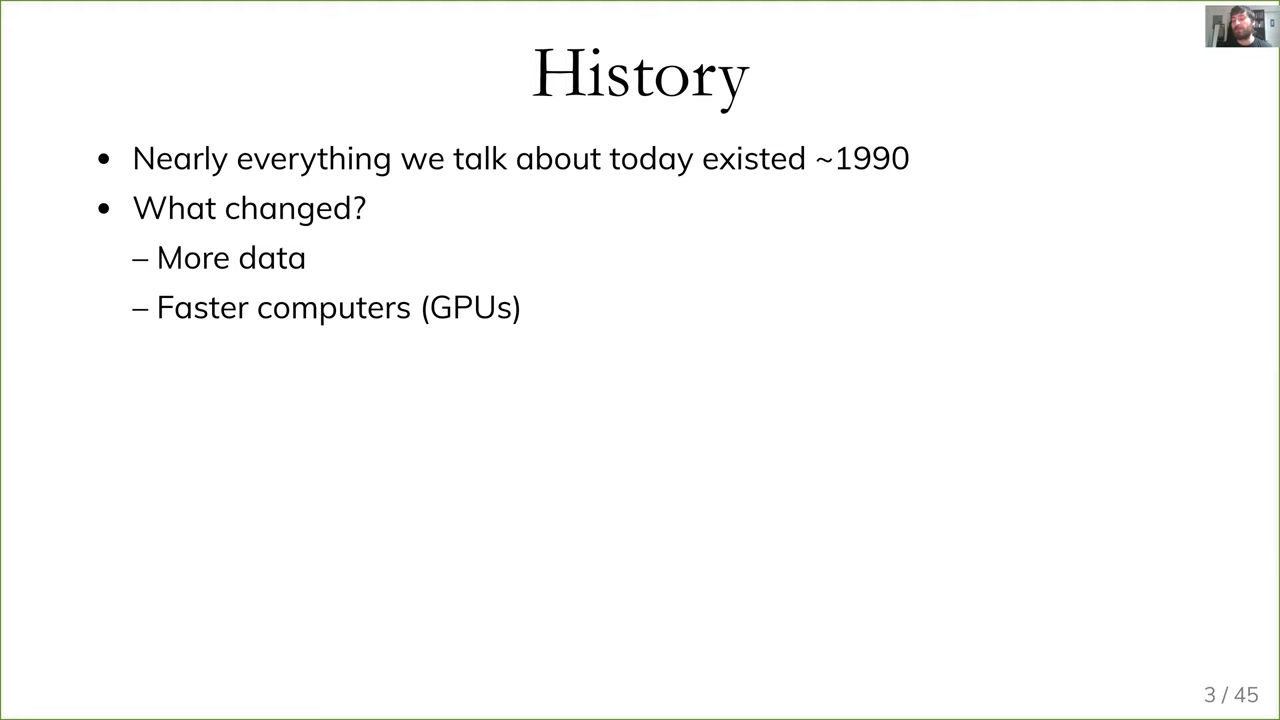 History
• Nearly everything we talk about today existed ~1990
• What changed?
– More data
– Faster computers (GPUs)
3 / 45